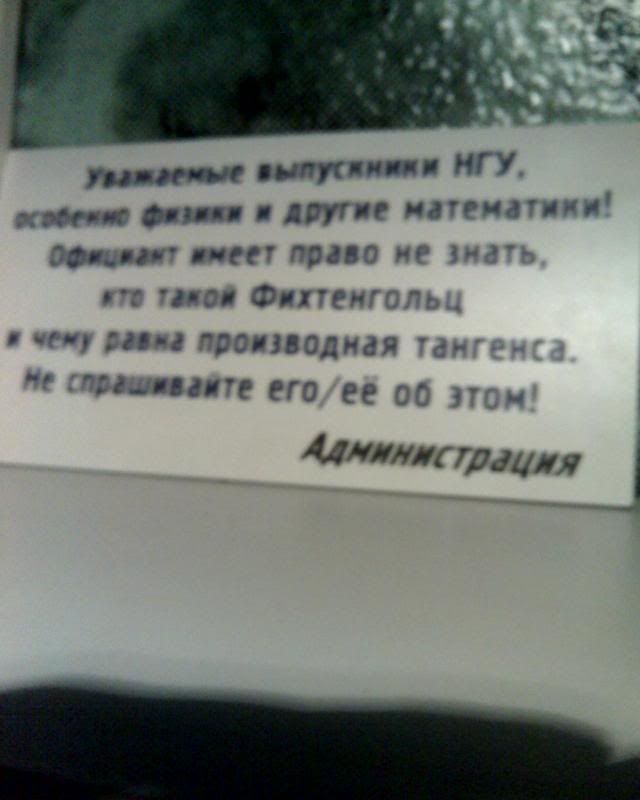 Уважаемые выпускники НГУ,
особенно физики и другие математики!
Официант имеет право не знать,
кто такой Фихтенгольц
и чему равна производная тангенса.
Не спрашивайте его/её об этом!
Администрация